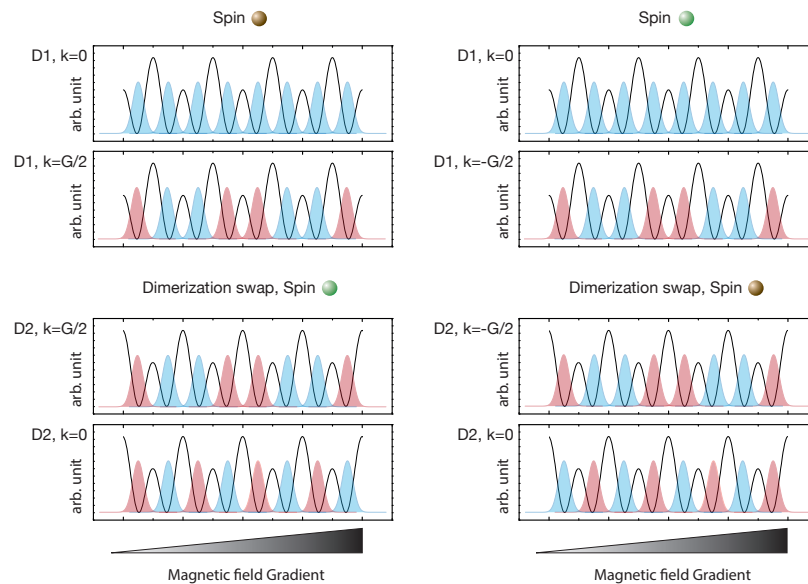 Spin
D1, k=0
arb. unit
D1, k=G/2
arb. unit
Dimerization swap, Spin
D2, k=G/2
arb. unit
D2, k=0
arb. unit
Magnetic field Gradient
Spin
D1, k=0
arb. unit
D1, k=-G/2
arb. unit
Dimerization swap, Spin
D2, k=-G/2
arb. unit
D2, k=0
arb. unit
Magnetic field Gradient